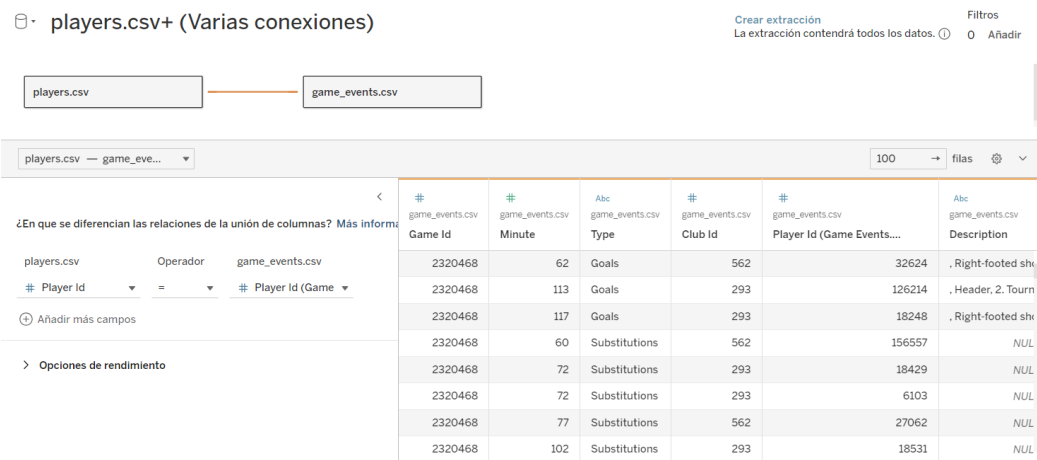 players.csv+ (Varias conexiones)
Crear extracción
La extracción contendrá todos los datos.
Filtros
0 Añadir
players.csv
game_events.csv
players.csv — game_eve...
100 → filas
¿En que se diferencian las relaciones de la unión de columnas? Más informa
players.csv Operador game_events.csv
# Player Id = # Player Id (Game
Añadir más campos
Opciones de rendimiento
# # Abc # # Abc
game_events.csv game_events.csv game_events.csv game_events.csv game_events.csv game_events.csv
Game Id Minute Type Club Id Player Id (Game Events.... Description
2320468 62 Goals 562 32624 , Right-footed sho
2320468 113 Goals 293 126214 , Header, 2. Tourn
2320468 117 Goals 293 18248 , Right-footed sho
2320468 60 Substitutions 562 156557 NUL
2320468 72 Substitutions 293 18429 NUL
2320468 72 Substitutions 293 6103 NUL
2320468 77 Substitutions 562 27062 NUL
2320468 102 Substitutions 293 18531 NUL